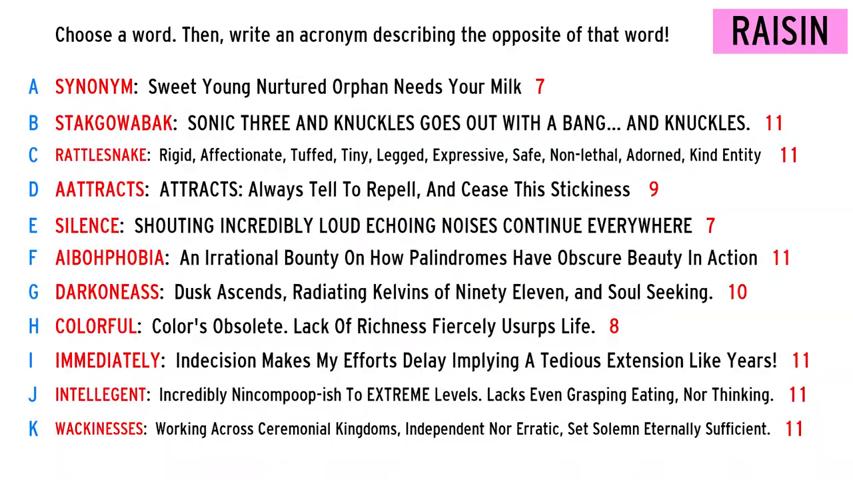 Choose a word. Then, write an acronym describing the opposite of that word!
RAISIN
A SYNONYM: Sweet Young Nurtured Orphan Needs Your Milk 7
B STAKGOWABAK: SONIC THREE AND KNUCKLES GOES OUT WITH A BANG... AND KNUCKLES. 11
C RATTLESNAKE: Rigid, Affectionate, Tuffed, Tiny, Legged, Expressive, Safe, Non-lethal, Adorned, Kind Entity 11
D AATTRACTS: ATTRACTS: Always Tell To Repell, And Cease This Stickiness 9
E SILENCE: SHOUTING INCREDIBLY LOUD ECHOING NOISES CONTINUE EVERYWHERE 7
F AIBOHPHOBIA: An Irrational Bounty On How Palindromes Have Obscure Beauty In Action 11
G DARKONEASS: Dusk Ascends, Radiating Kelvins of Ninety Eleven, and Soul Seeking. 10
H COLORFUL: Color's Obsolete. Lack Of Richness Fiercely Usurps Life. 8
I IMMEDIATELY: Indecision Makes My Efforts Delay Implying A Tedious Extension Like Years! 11
J INTELLEGENT: Incredibly Nincompoop-ish To EXTREME Levels. Lacks Even Grasping Eating, Nor Thinking. 11
K WACKINESSES: Working Across Ceremonial Kingdoms, Independent Nor Erratic, Set Solemn Eternally Sufficient. 11